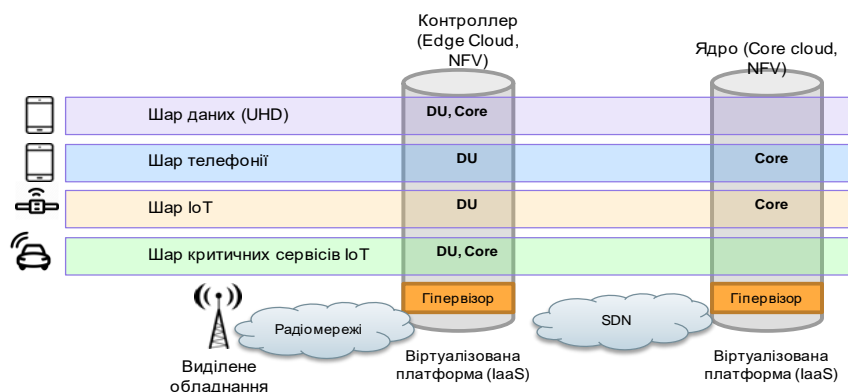 Контроллер
(Edge Cloud,
NFV)
Ядро (Core cloud,
NFV)
Шар даних (UHD)
DU, Core
Шар телефонії
DU
Core
Шар IoT
DU
Core
Шар критичних сервісів IoT
DU, Core
Гіпервізор
Гіпервізор
Радіомережі
SDN
Виділене
обладнання
Віртуалізована
платформа (IaaS)
Віртуалізована
платформа (IaaS)